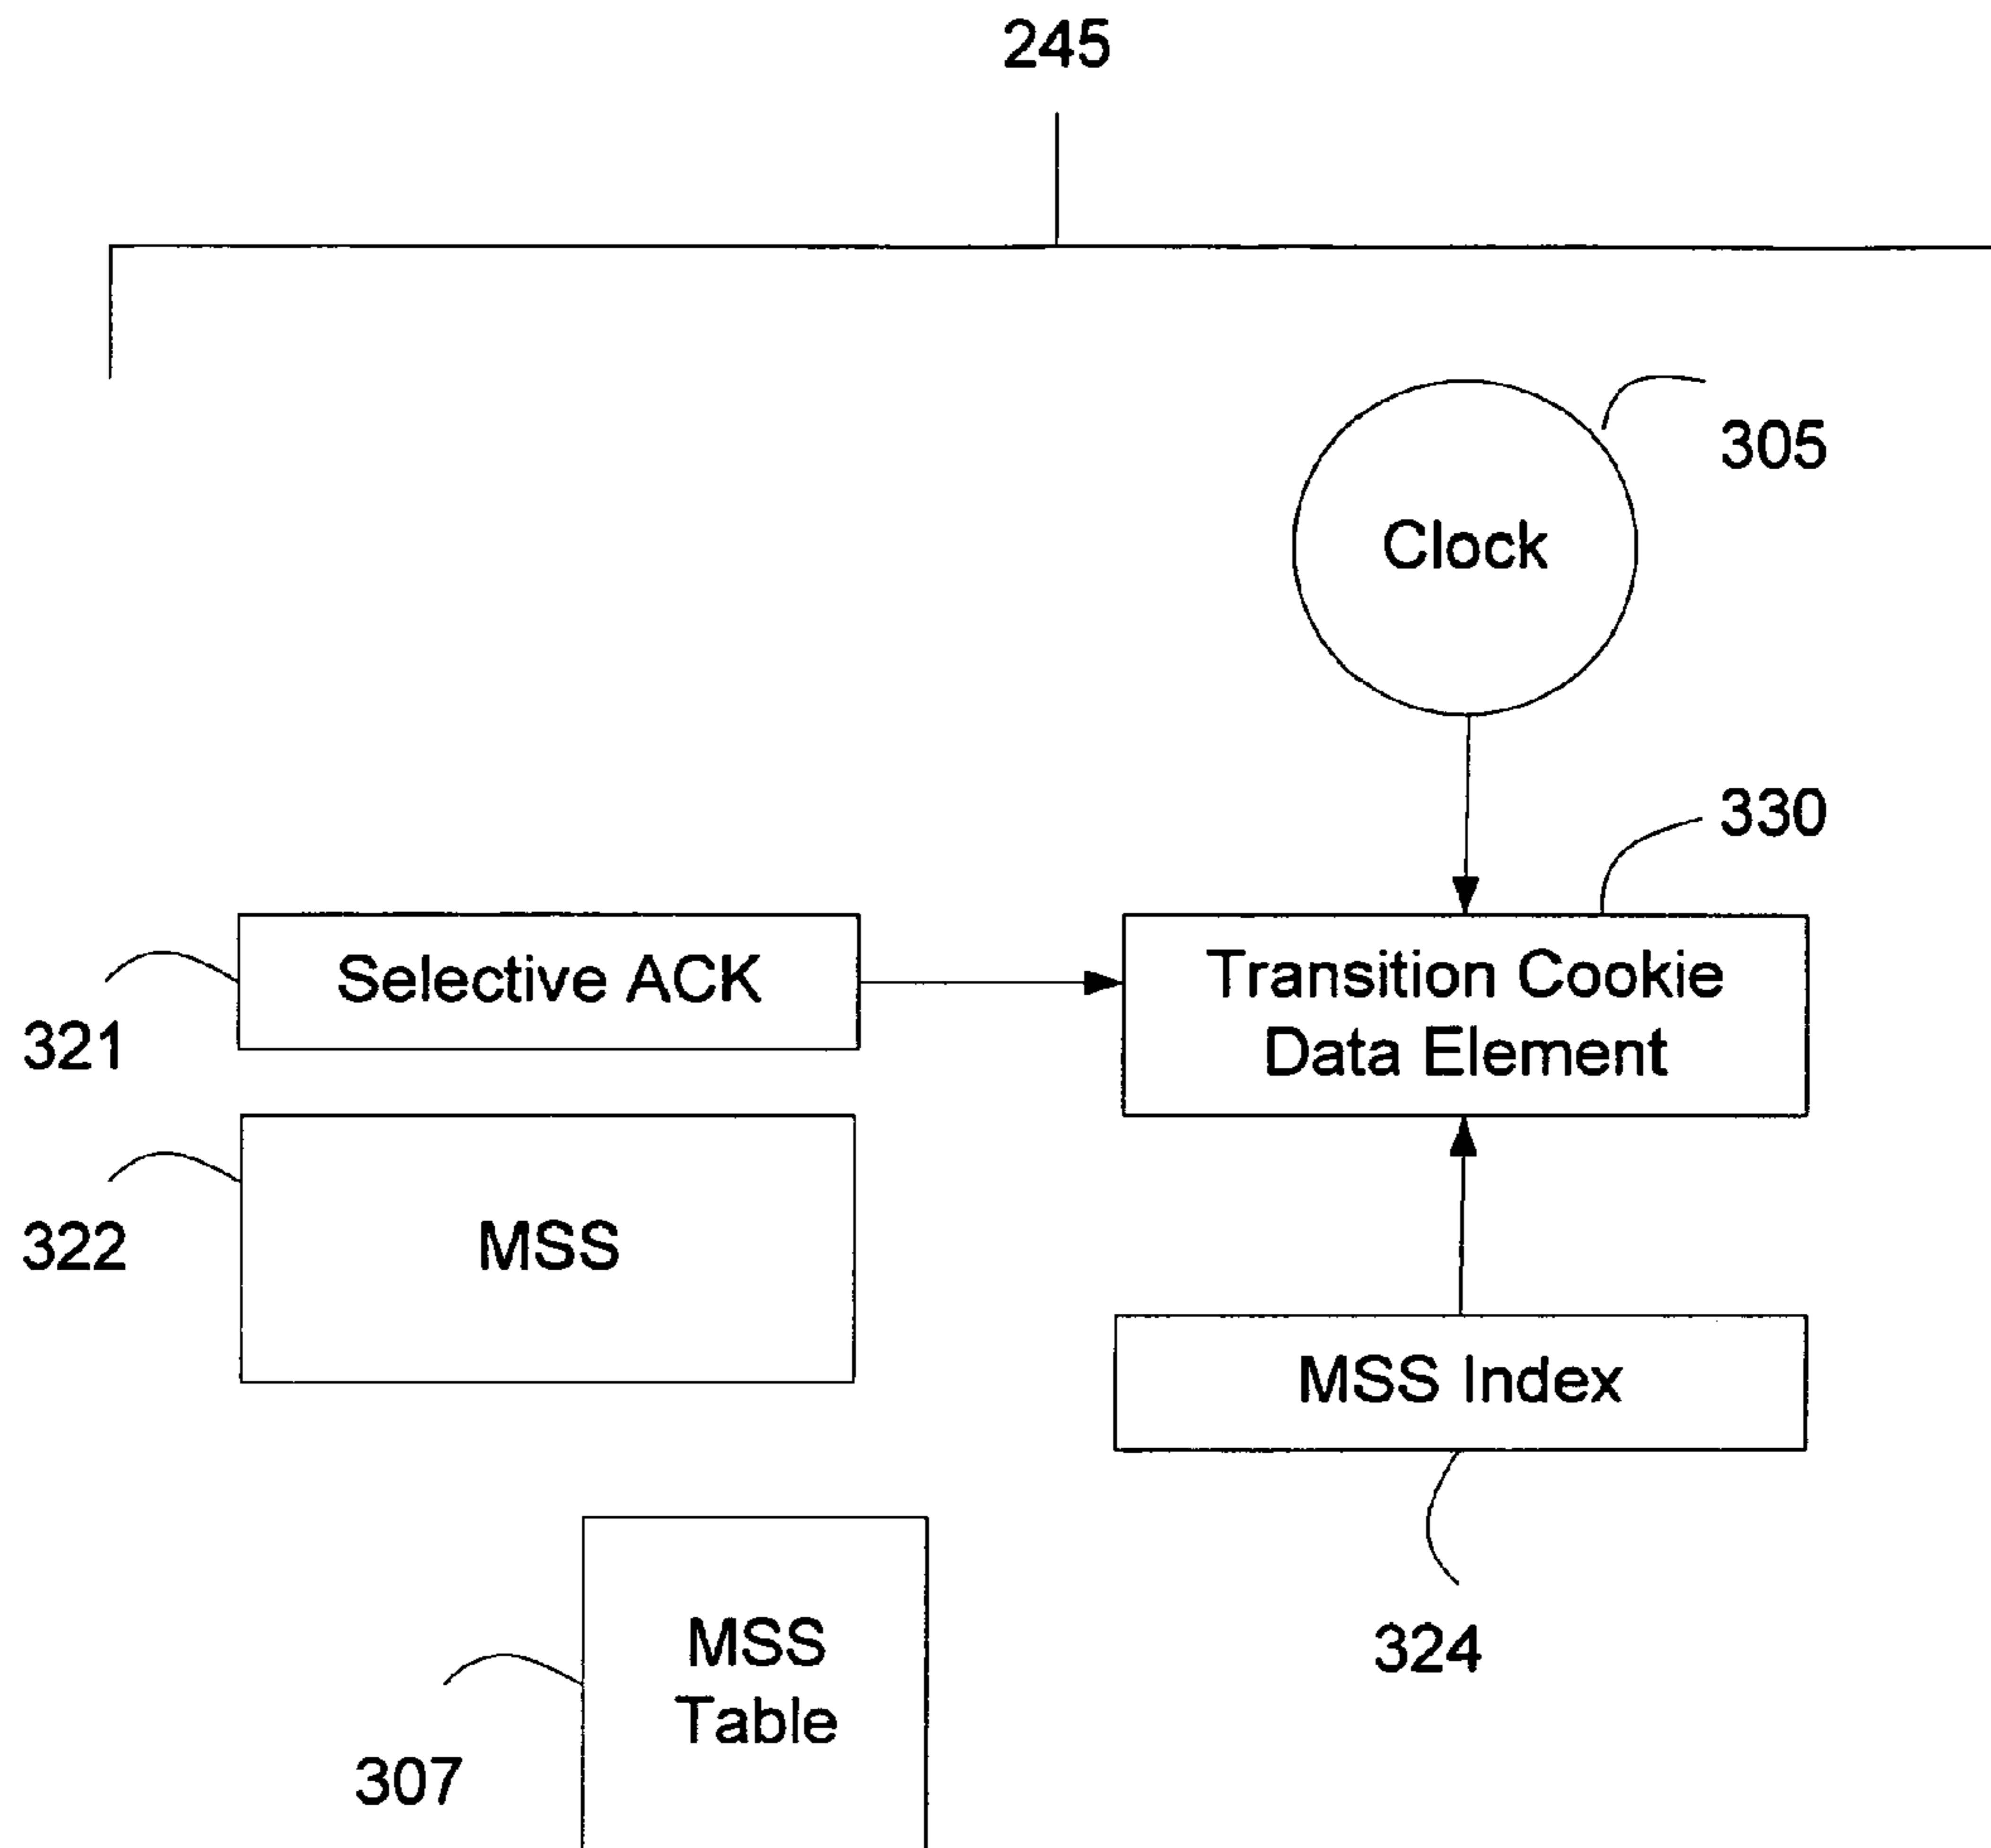 245
305
Clock
330
Selective ACK
Transition Cookie
Data Element
321
322
MSS
MSS Index
324
MSS
Table
307